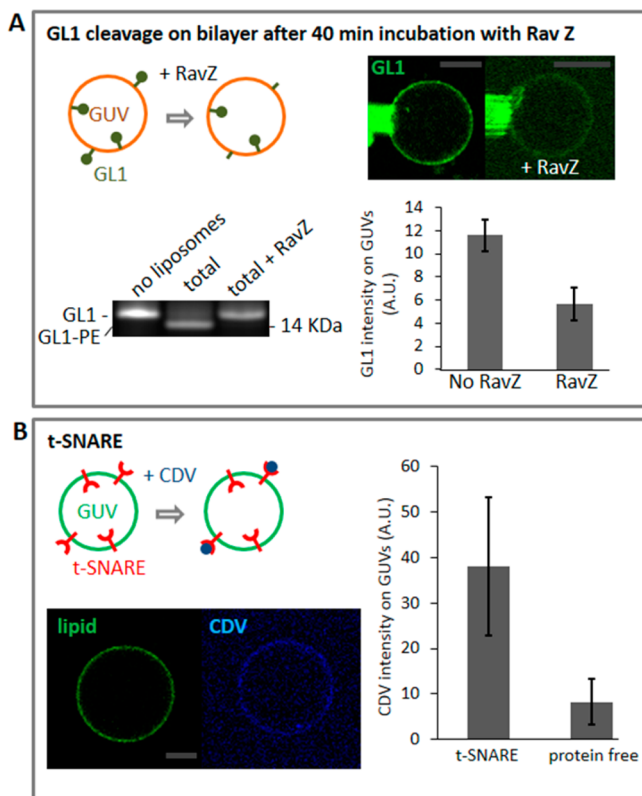 A
GL1 cleavage on bilayer after 40 min incubation with Rav Z
+ RavZ
GUV
GL1
GL1
+ RavZ
no liposomes
total
total + RavZ
GL1 -
GL1-PE
- 14 KDa
GL1 intensity on GUVs
(A.U.)
14
12
10
8
6
4
2
0
No RavZ
RavZ
B
t-SNARE
+ CDV
GUV
t-SNARE
lipid
CDV
CDV intensity on GUVs (A.U.)
60
50
40
30
20
10
0
t-SNARE
protein free